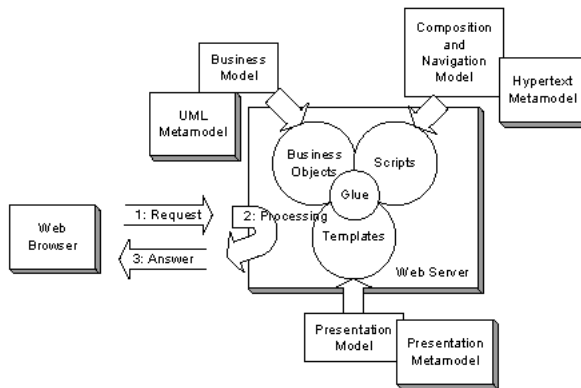 Composition
and
Navigation
Model
Business
Model
Hypertext
Metamodel
UML
Metamodel
Business
Objects
Scripts
Glue
1: Request
2: Processing
Web
Browser
Templates
3: Answer
Web Server
Presentation
Model
Presentation
Metamodel